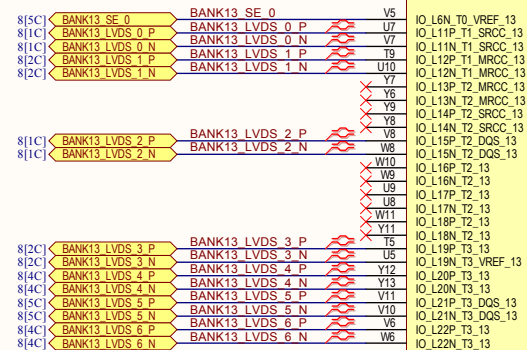 8[5C] BANK13_SE_0 BANK13_SE_0 V5 IO_L6N_T0_VREF_13
8[1C] BANK13_LVDS_0_P BANK13_LVDS_0_P U7 IO_L11P_T1_SRCC_13
8[1C] BANK13_LVDS_0_N BANK13_LVDS_0_N V7 IO_L11N_T1_SRCC_13
8[2C] BANK13_LVDS_1_P BANK13_LVDS_1_P T9 IO_L12P_T1_MRCC_13
8[2C] BANK13_LVDS_1_N BANK13_LVDS_1_N U10 IO_L12N_T1_MRCC_13
Y7 IO_L13P_T2_MRCC_13
Y6 IO_L13N_T2_MRCC_13
Y9 IO_L14P_T2_SRCC_13
Y8 IO_L14N_T2_SRCC_13
8[1C] BANK13_LVDS_2_P BANK13_LVDS_2_P V8 IO_L15P_T2_DQS_13
8[1C] BANK13_LVDS_2_N BANK13_LVDS_2_N W8 IO_L15N_T2_DQS_13
W10 IO_L16P_T2_13
W9 IO_L16N_T2_13
U9 IO_L17P_T2_13
U8 IO_L17N_T2_13
W11 IO_L18P_T2_13
Y11 IO_L18N_T2_13
8[2C] BANK13_LVDS_3_P BANK13_LVDS_3_P T5 IO_L19P_T3_13
8[2C] BANK13_LVDS_3_N BANK13_LVDS_3_N U5 IO_L19N_T3_VREF_13
8[4C] BANK13_LVDS_4_P BANK13_LVDS_4_P Y12 IO_L20P_T3_13
8[4C] BANK13_LVDS_4_N BANK13_LVDS_4_N Y13 IO_L20N_T3_13
8[5C] BANK13_LVDS_5_P BANK13_LVDS_5_P V11 IO_L21P_T3_DQS_13
8[5C] BANK13_LVDS_5_N BANK13_LVDS_5_N V10 IO_L21N_T3_DQS_13
8[4C] BANK13_LVDS_6_P BANK13_LVDS_6_P V6 IO_L22P_T3_13
8[4C] BANK13_LVDS_6_N BANK13_LVDS_6_N W6 IO_L22N_T3_13